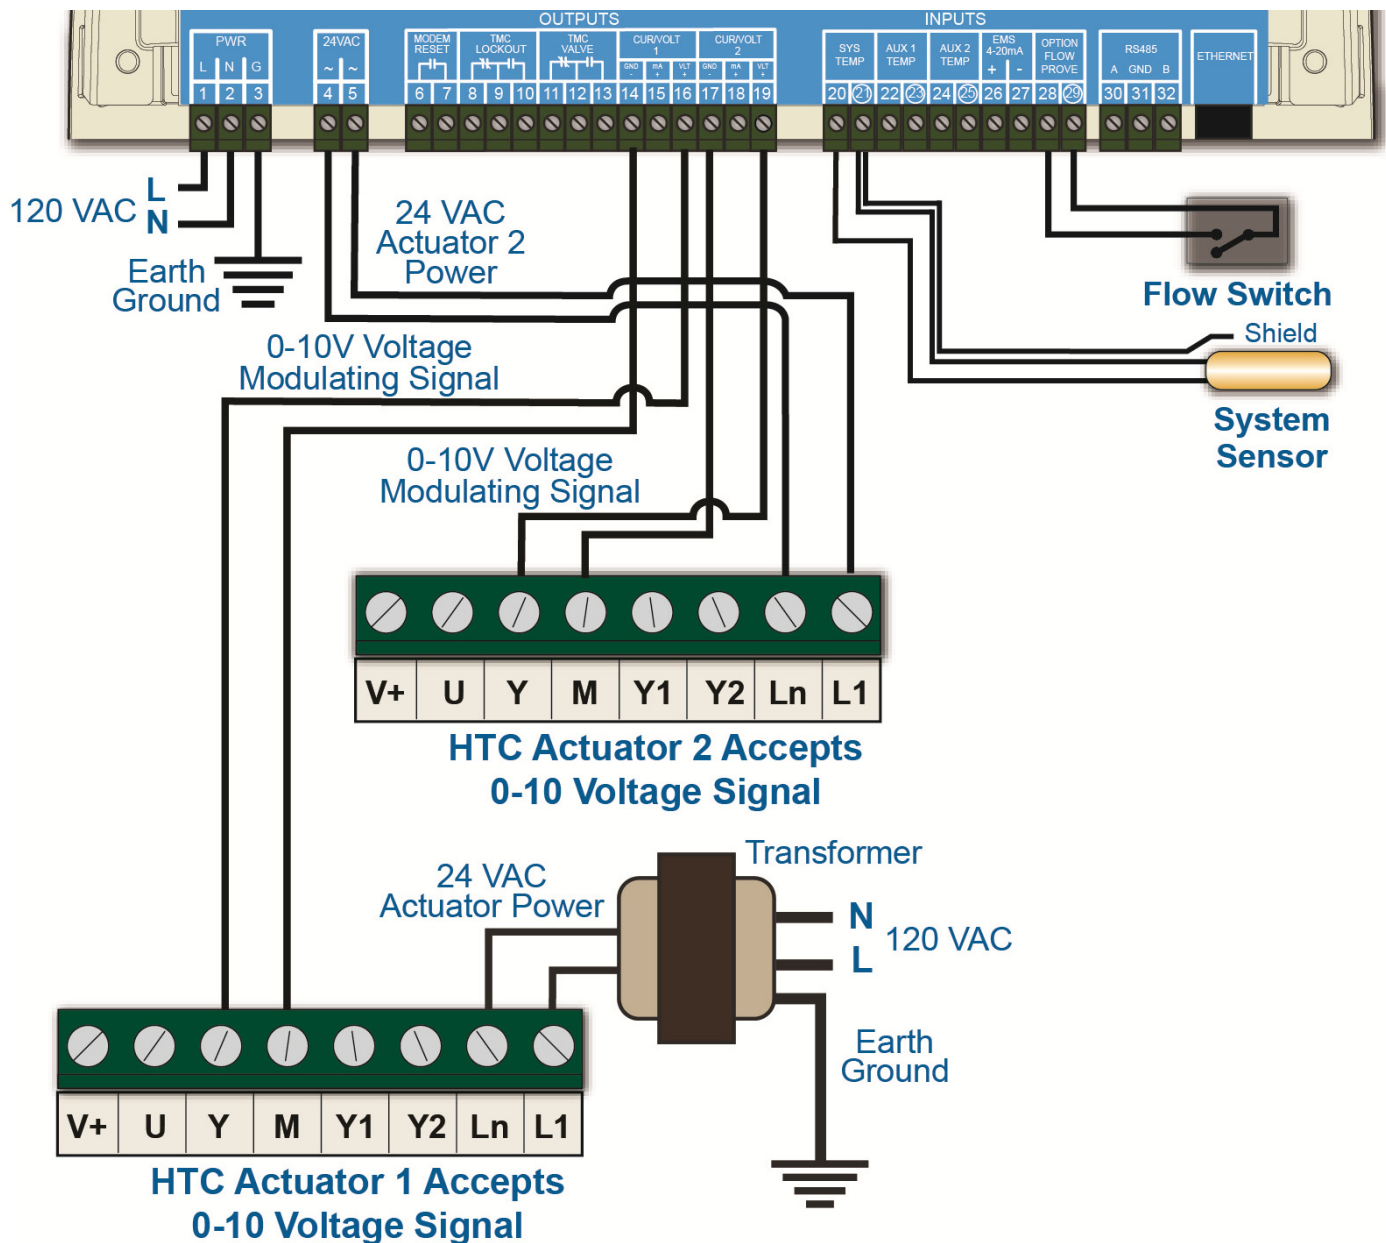 OUTPUTS INPUTS
PWR 24VAC MODEM RESET TMC LOCKOUT TMC VALVE CUR/VOLT 1 CUR/VOLT 2 SYS TEMP AUX 1 TEMP AUX 2 TEMP EMS 4-20mA OPTION FLOW PROVE RS485 ETHERNET
L N G ~ ~ GND - mA + VLT + GND - mA + VLT + + - A GND B
1 2 3 4 5 6 7 8 9 10 11 12 13 14 15 16 17 18 19 20 21 22 23 24 25 26 27 28 29 30 31 32
120 VAC L N
Earth
Ground
24 VAC
Actuator 2
Power
Flow Switch
Shield
System
Sensor
0-10V Voltage
Modulating Signal
0-10V Voltage
Modulating Signal
V+ U Y M Y1 Y2 Ln L1
HTC Actuator 2 Accepts
0-10 Voltage Signal
Transformer
24 VAC
Actuator Power
N
L
120 VAC
Earth
Ground
V+ U Y M Y1 Y2 Ln L1
HTC Actuator 1 Accepts
0-10 Voltage Signal